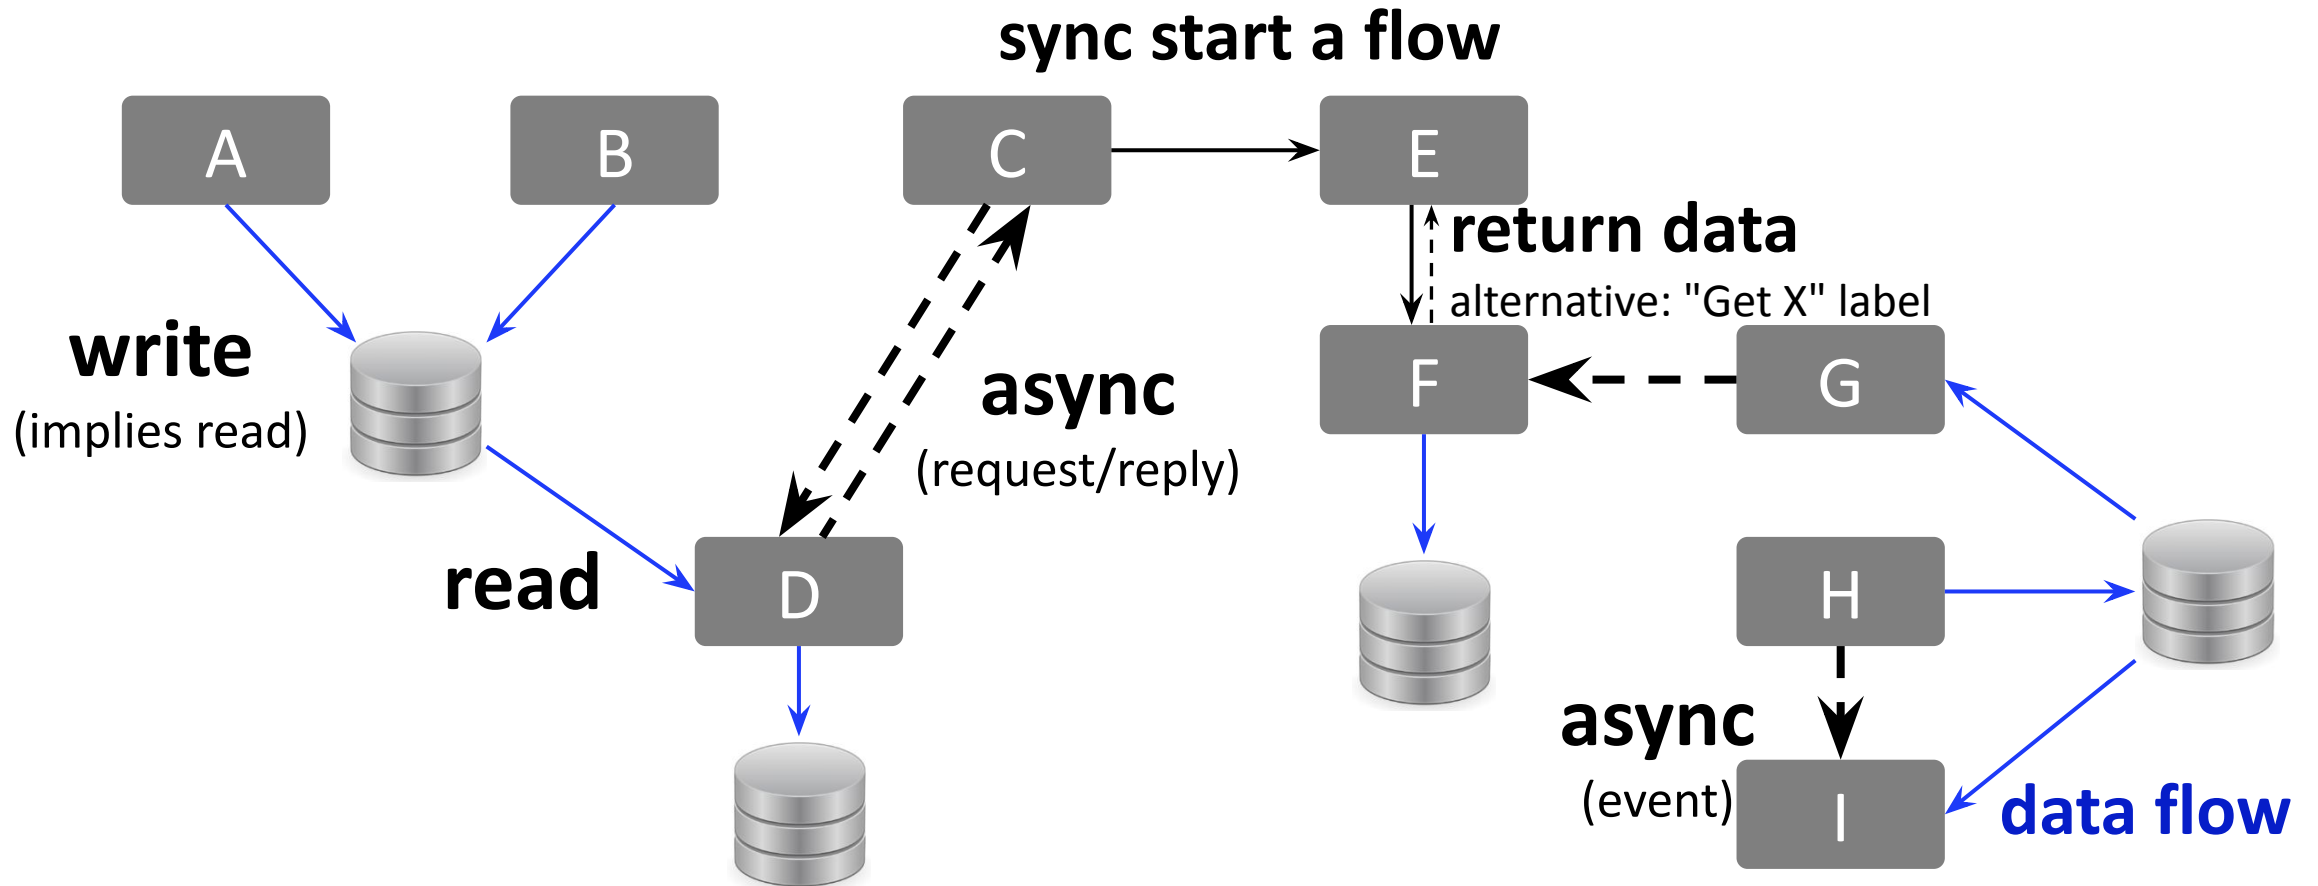 sync start a flow
A
B
C
E
return data
alternative: "Get X" label
write
(implies read)
async
(request/reply)
F
G
read
D
H
async
(event)
I
data flow